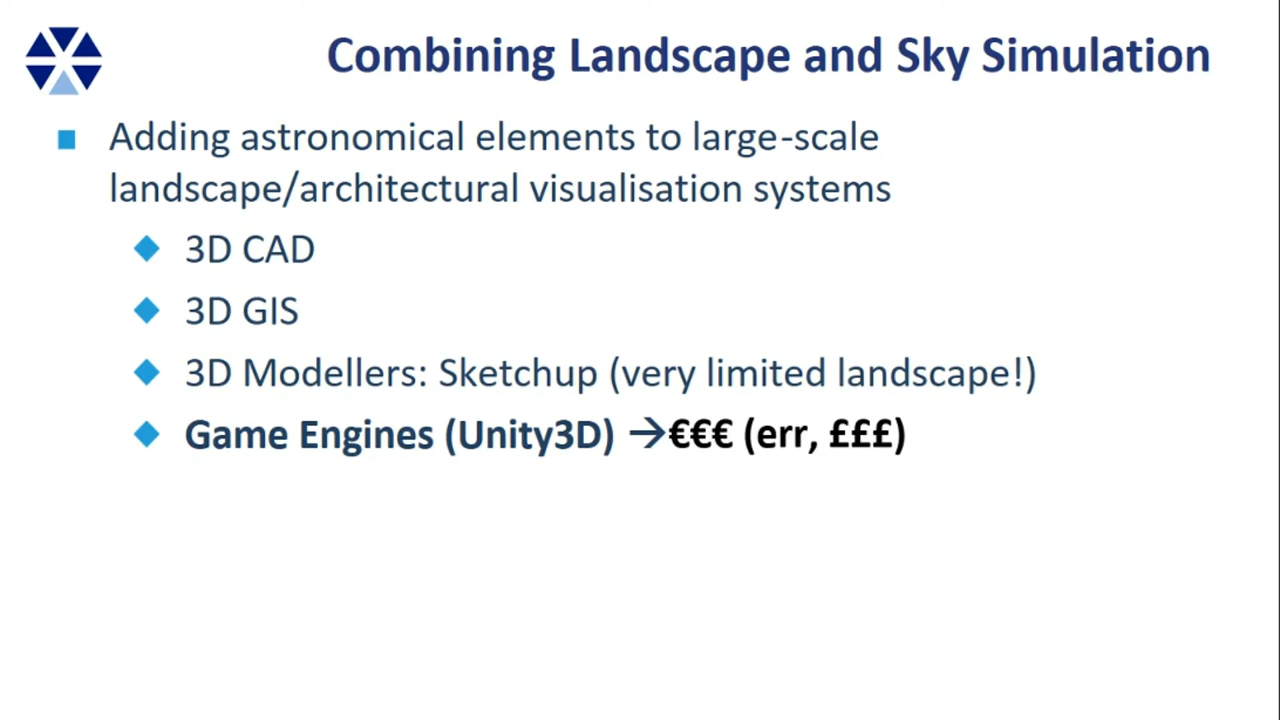 Combining Landscape and Sky Simulation
Adding astronomical elements to large-scale
landscape/architectural visualisation systems
3D CAD
3D GIS
3D Modellers: Sketchup (very limited landscape!)
Game Engines (Unity3D) →€€€ (err, £££)